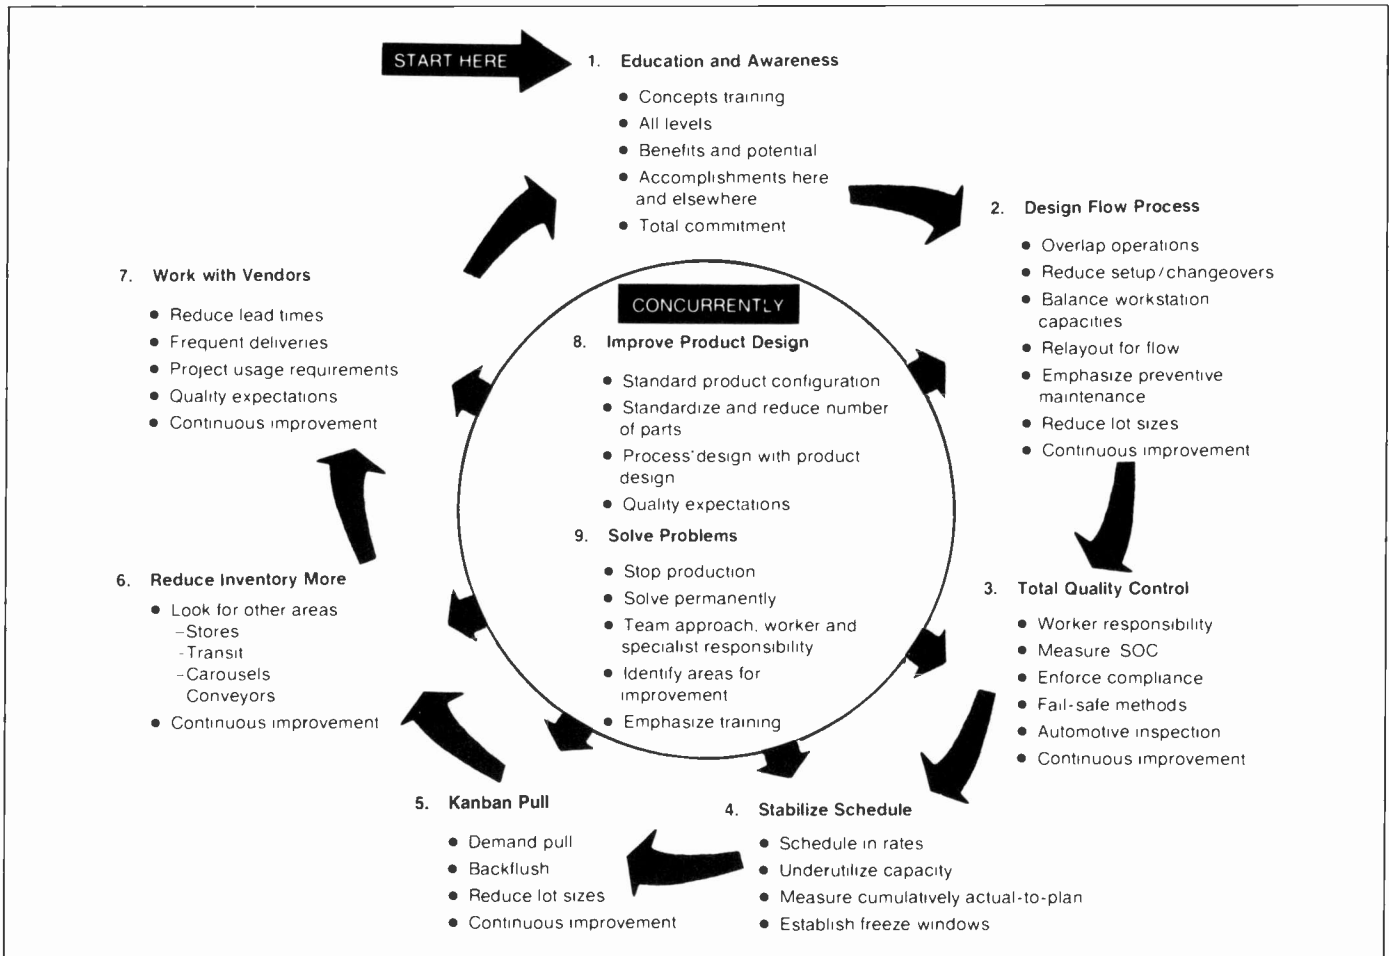 START HERE
1. Education and Awareness
• Concepts training
• All levels
• Benefits and potential
• Accomplishments here
and elsewhere
• Total commitment
2. Design Flow Process
• Overlap operations
• Reduce setup/changeovers
• Balance workstation
capacities
• Relayout for flow
• Emphasize preventive
maintenance
• Reduce lot sizes
• Continuous improvement
3. Total Quality Control
• Worker responsibility
• Measure SOC
• Enforce compliance
• Fail-safe methods
• Automotive inspection
• Continuous improvement
4. Stabilize Schedule
• Schedule in rates
• Underutilize capacity
• Measure cumulatively actual-to-plan
• Establish freeze windows
5. Kanban Pull
• Demand pull
• Backflush
• Reduce lot sizes
• Continuous improvement
6. Reduce Inventory More
• Look for other areas
-Stores
-Transit
-Carousels
Conveyors
• Continuous improvement
7. Work with Vendors
• Reduce lead times
• Frequent deliveries
• Project usage requirements
• Quality expectations
• Continuous improvement
CONCURRENTLY
8. Improve Product Design
• Standard product configuration
• Standardize and reduce number
of parts
• Process design with product
design
• Quality expectations
9. Solve Problems
• Stop production
• Solve permanently
• Team approach, worker and
specialist responsibility
• Identify areas for
improvement
• Emphasize training